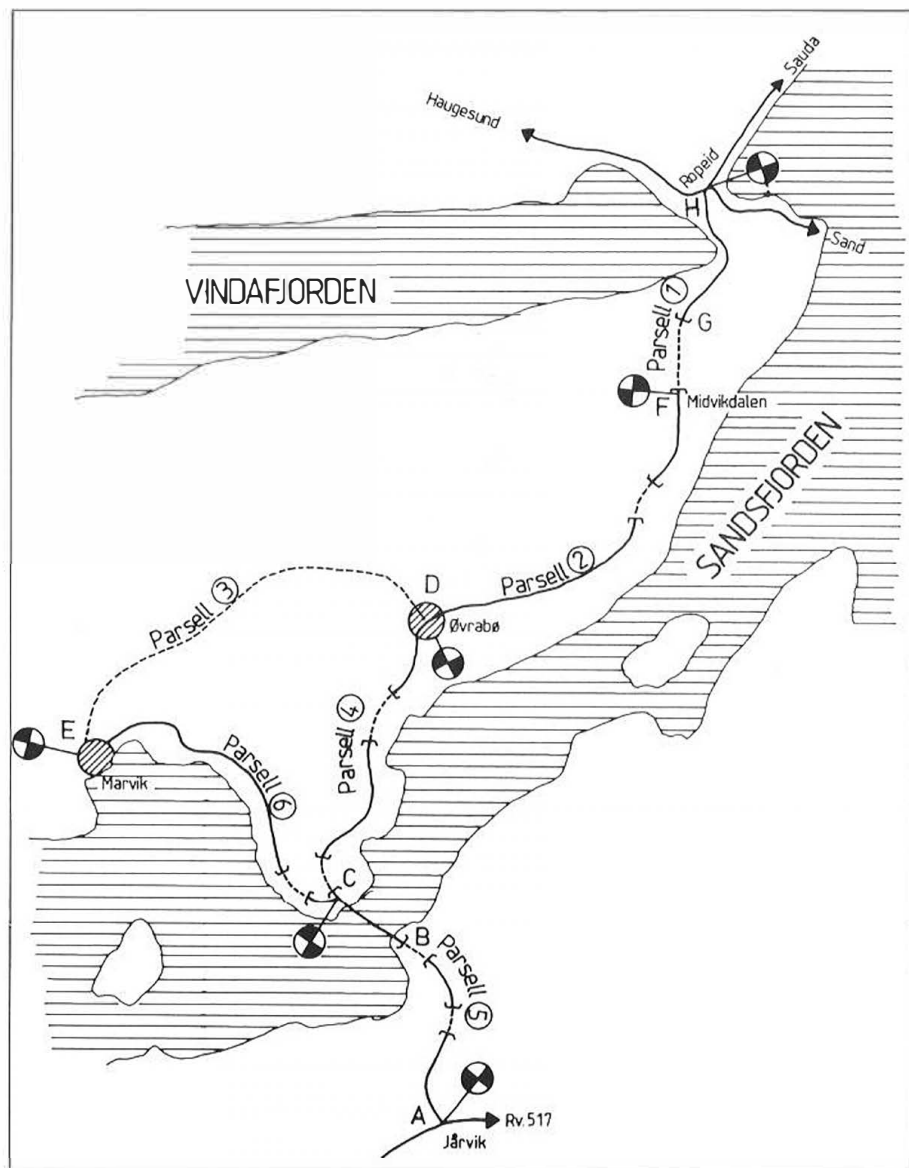 Sauda
Haugesund
Ropeid
H
Sand
VINDAFJORDEN
Parsell 1
G
F
Midvikdalen
SANDSFJORDEN
Parsell 2
D
Øvrabø
Parsell 3
E
Marvik
Parsell 4
Parsell 6
C
B
Parsell 5
A
Rv. 517
Jårvik